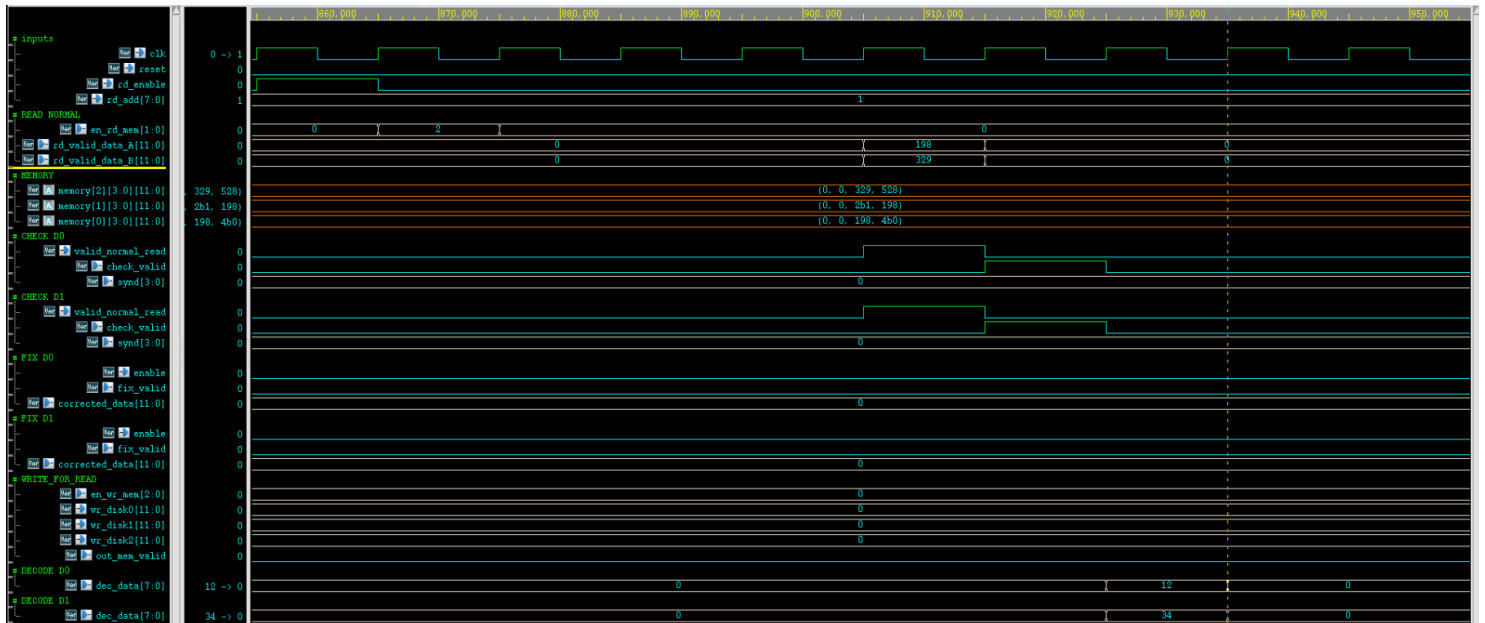 860,000 870,000 880,000 890,000 900,000 910,000 920,000 930,000 940,000 950,000
inputs
clk 0 -> 1
reset 0
rd_enable 0
rd_add[7:0] 1 1
READ NORMAL
en_rd_mem[1:0] 0 0 2 0
rd_valid_data_A[11:0] 0 0 198 0
rd_valid_data_B[11:0] 0 0 329 0
MEMORY
memory[2][3:0][11:0] , 329, 528) (0, 0, 329, 528)
memory[1][3:0][11:0] , 2b1, 198) (0, 0, 2b1, 198)
memory[0][3:0][11:0] , 198, 4b0) (0, 0, 198, 4b0)
CHECK D0
valid_normal_read 0
check_valid 0
synd[3:0] 0 0
CHECK D1
valid_normal_read 0
check_valid 0
synd[3:0] 0 0
FIX D0
enable 0
fix_valid 0
corrected_data[11:0] 0 0
FIX D1
enable 0
fix_valid 0
corrected_data[11:0] 0 0
WRITE_FOR_READ
en_wr_mem[2:0] 0 0
wr_disk0[11:0] 0 0
wr_disk1[11:0] 0 0
wr_disk2[11:0] 0 0
out_mem_valid 0
DECODE D0
dec_data[7:0] 12 -> 0 0 12 0
DECODE D1
dec_data[7:0] 34 -> 0 0 34 0